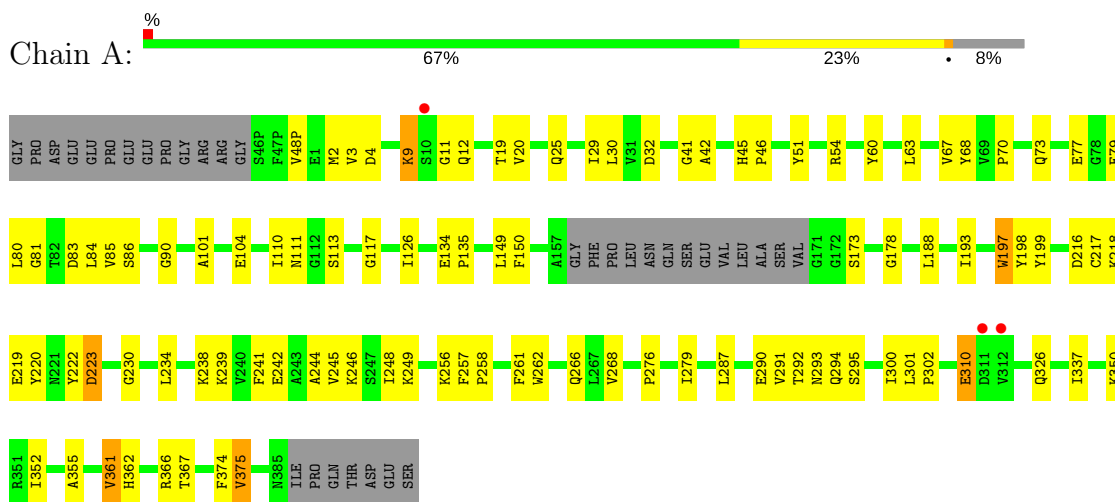 %
Chain A:
67% 23% • 8%
GLY PRO ASP GLU GLU PRO GLU GLU PRO GLY ARG ARG GLY S46P F47P V48P E1 M2 V3 D4 K9 S10 G11 Q12 T19 V20 Q25 I29 L30 V31 D32 G41 A42 H45 P46 Y51 R54 Y60 L63 V67 Y68 V69 P70 Q73 E77 G78 E79
L80 G81 T82 D83 L84 V85 S86 G90 A101 E104 I110 N111 G112 S113 G117 I126 E134 P135 L149 F150 A157 GLY PHE PRO LEU ASN GLN SER GLU VAL LEU ALA SER VAL G171 G172 S173 G178 L188 I193 W197 Y198 Y199 D216 C217 K218
E219 Y220 N221 Y222 D223 G230 L234 K238 K239 V240 F241 E242 A243 A244 V245 K246 S247 I248 K249 K256 F257 P258 F261 W262 Q266 L267 V268 P276 I279 L287 E290 V291 T292 N293 Q294 S295 I300 L301 P302 E310 D311 V312 Q326 I337 K350
R351 I352 A355 V361 H362 R366 T367 F374 V375 N385 ILE PRO GLN THR ASP GLU SER